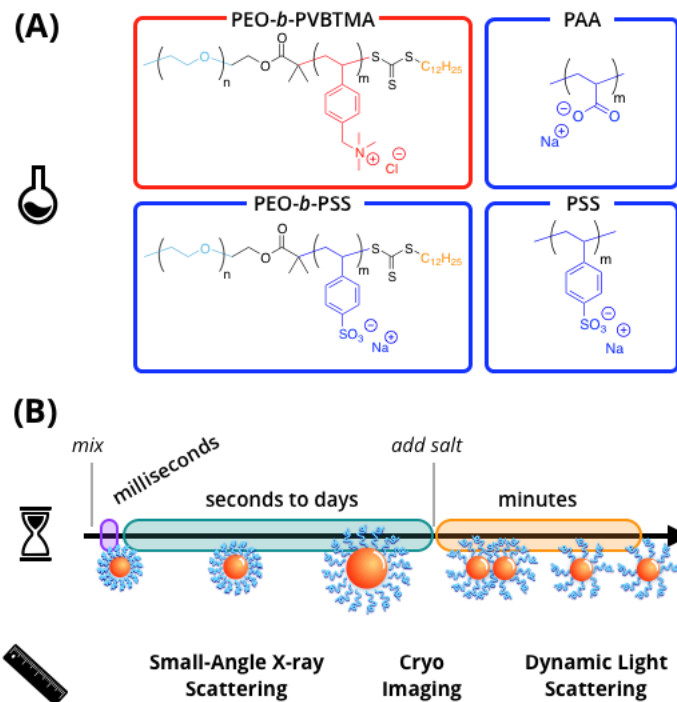 (A)
PEO-b-PVBTMA
PAA
O
O
n
O
m
S
S
S
C12H25
N
⊕
⊖
Cl
⊖
O
O
m
Na⊕
PEO-b-PSS
PSS
O
O
n
O
m
S
S
S
C12H25
SO3
⊖
Na⊕
m
SO3
⊖
⊕
Na
(B)
mix
milliseconds
add salt
seconds to days
minutes
Small-Angle X-ray
Scattering
Cryo
Imaging
Dynamic Light
Scattering